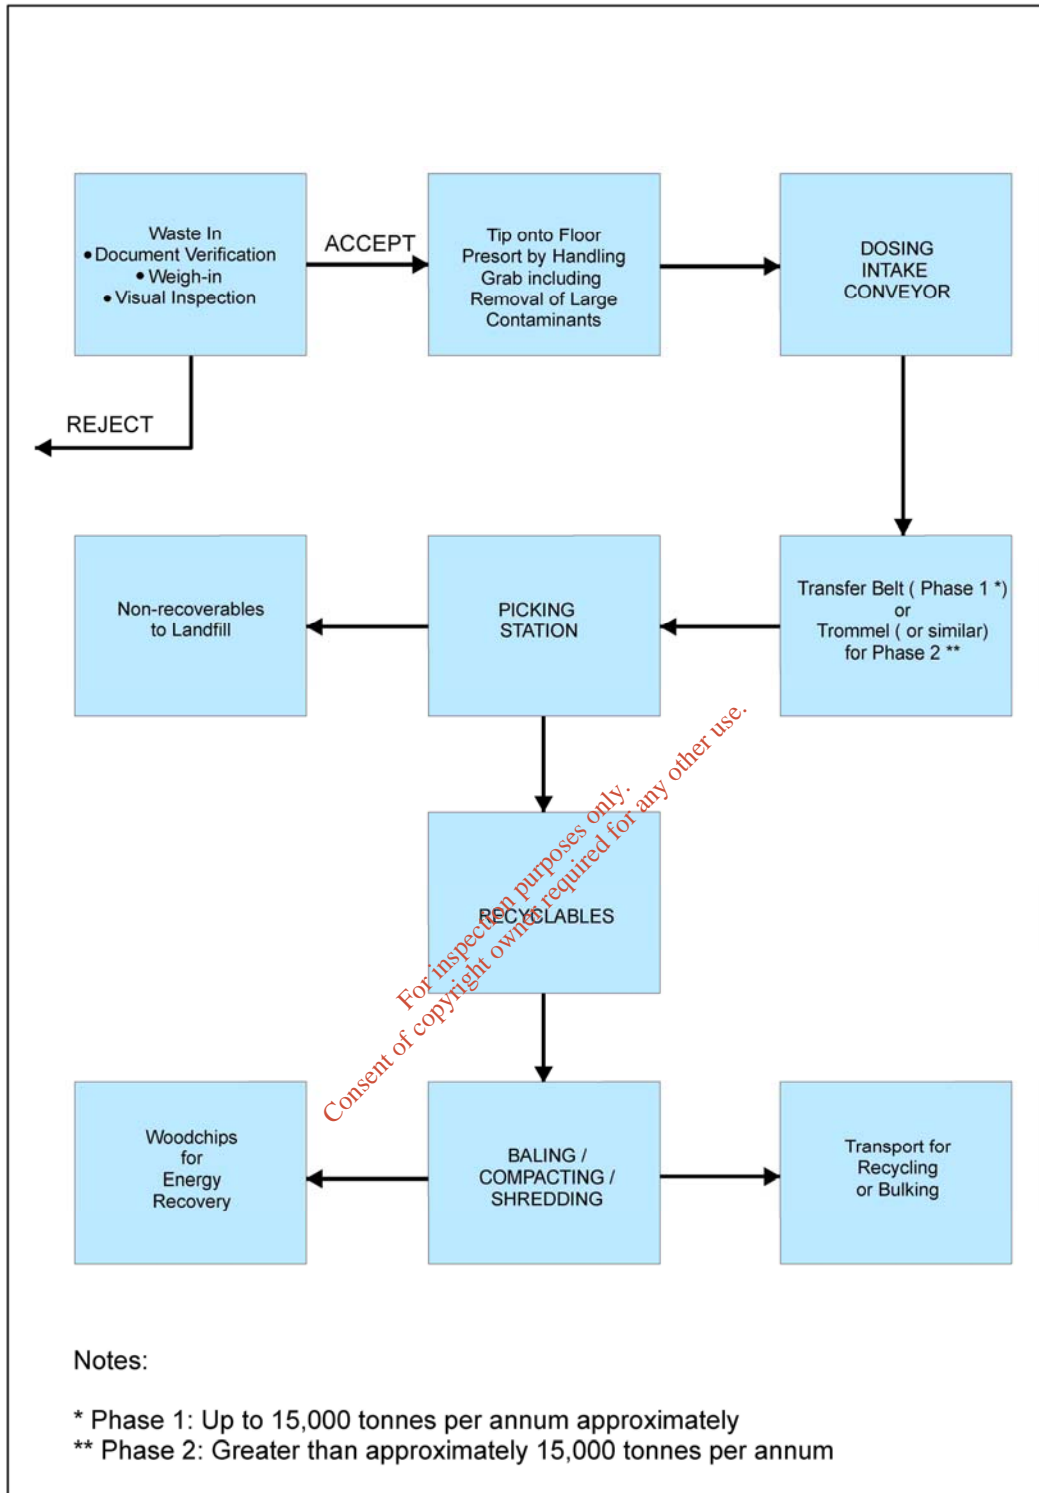 Waste In
• Document Verification
• Weigh-in
• Visual Inspection
ACCEPT
Tip onto Floor
Presort by Handling
Grab including
Removal of Large
Contaminants
DOSING
INTAKE
CONVEYOR
REJECT
Non-recoverables
to Landfill
PICKING
STATION
Transfer Belt ( Phase 1 *)
or
Trommel ( or similar)
for Phase 2 **
RECYCLABLES
For inspection purposes only.
Consent of copyright owner required for any other use.
Woodchips
for
Energy
Recovery
BALING /
COMPACTING /
SHREDDING
Transport for
Recycling
or Bulking
Notes:
* Phase 1: Up to 15,000 tonnes per annum approximately
** Phase 2: Greater than approximately 15,000 tonnes per annum